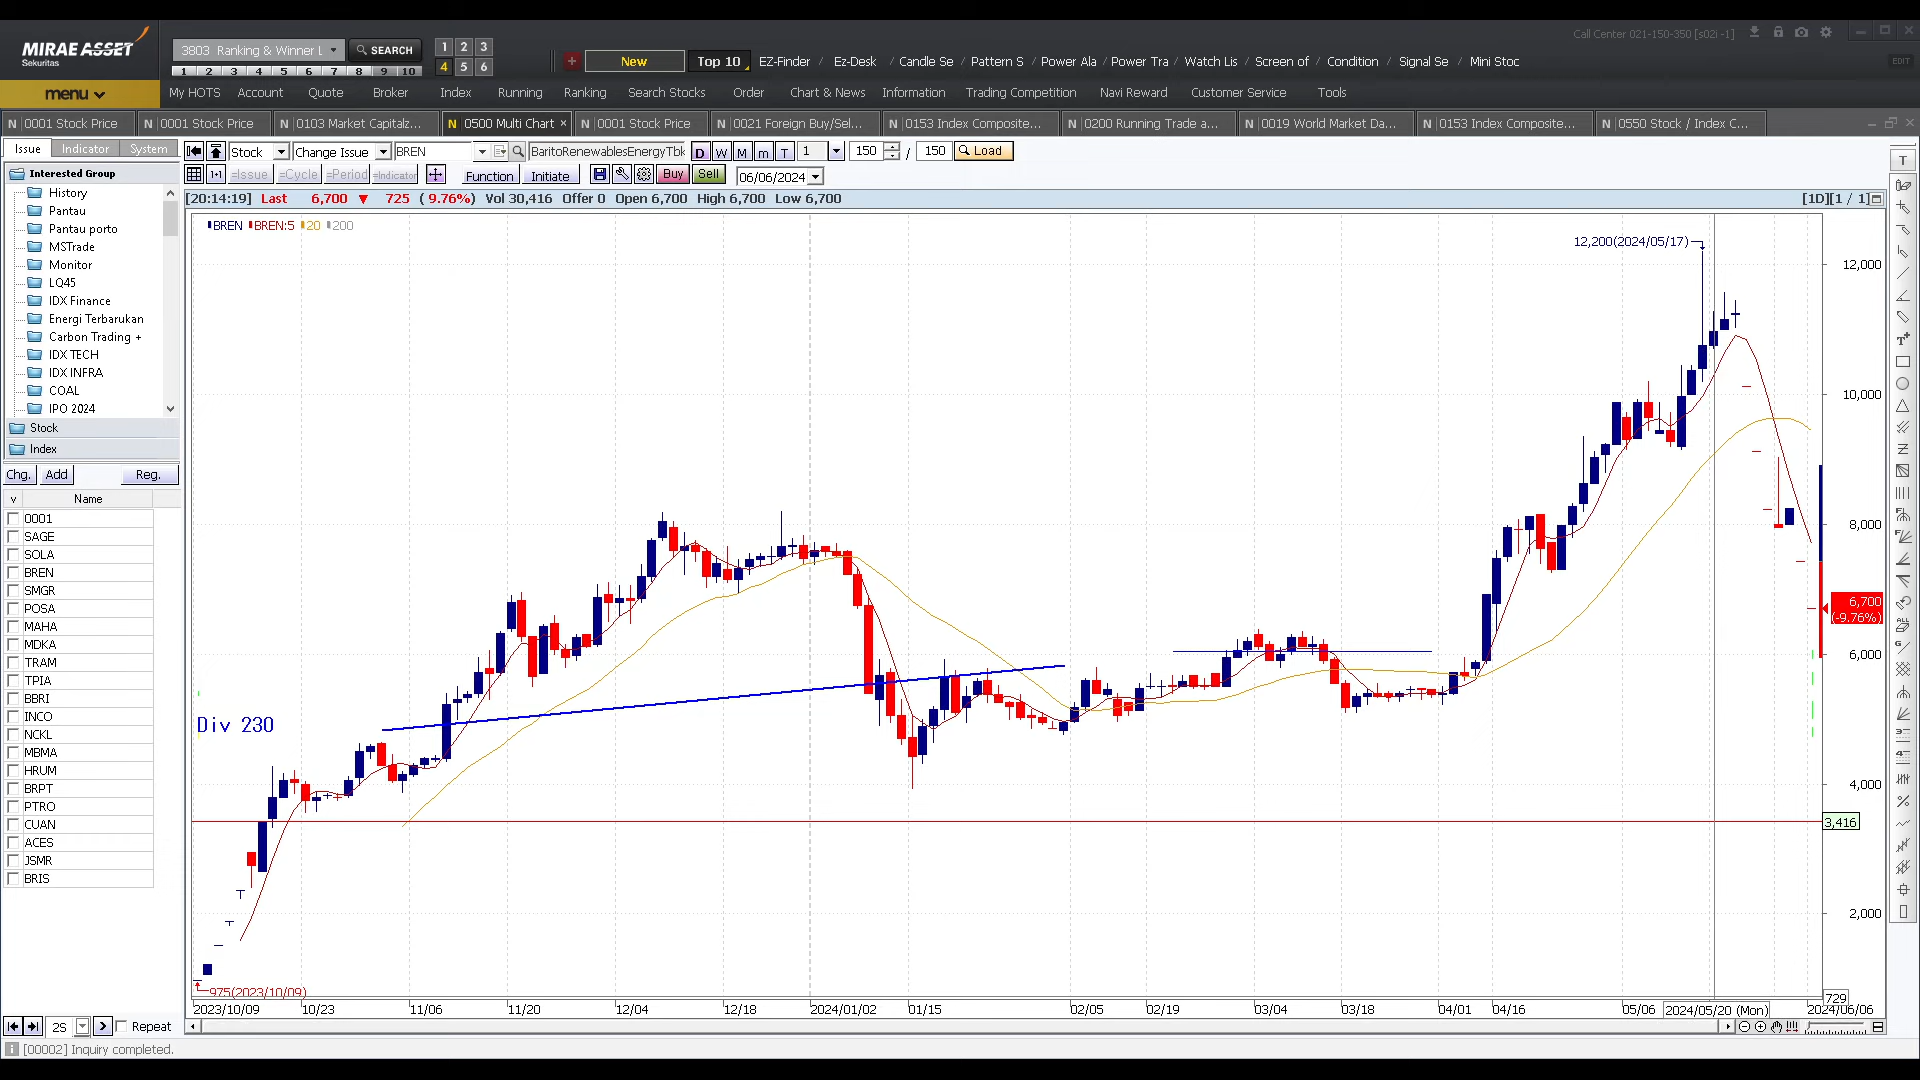 Call Center 021-150-350 [s02i -1]
MIRAE ASSET
Sekuritas
3803 Ranking & Winner L
SEARCH
1 2 3
4 5 6
1 2 3 4 5 6 7 8 9 10
+ New
Top 10
EZ-Finder / Ez-Desk / Candle Se / Pattern S / Power Ala / Power Tra / Watch Lis / Screen of / Condition / Signal Se / Mini Stoc
EDIT
menu
My HOTS Account Quote Broker Index Running Ranking Search Stocks Order Chart & News Information Trading Competition Navi Reward Customer Service Tools
N 0001 Stock Price
N 0001 Stock Price
N 0103 Market Capitalz...
N 0500 Multi Chart ×
N 0001 Stock Price
N 0021 Foreign Buy/Sel...
N 0153 Index Composite...
N 0200 Running Trade a...
N 0019 World Market Da...
N 0153 Index Composite...
N 0550 Stock / Index C...
Issue Indicator System
Stock Change Issue BREN BaritoRenewablesEnergyTbk D W M m T 1 150 / 150 Load
=Issue =Cycle =Period =Indicator Function Initiate Buy Sell 06/06/2024
[20:14:19] Last 6,700 ▼ 725 ( 9.76%) Vol 30,416 Offer 0 Open 6,700 High 6,700 Low 6,700
[1D][1 / 1]
Interested Group
History
Pantau
Pantau porto
MSTrade
Monitor
LQ45
IDX Finance
Energi Terbarukan
Carbon Trading +
IDX TECH
IDX INFRA
COAL
IPO 2024
Stock
Index
Chg. Add Reg.
v Name
0001
SAGE
SOLA
BREN
SMGR
POSA
MAHA
MDKA
TRAM
TPIA
BBRI
INCO
NCKL
MBMA
HRUM
BRPT
PTRO
CUAN
ACES
JSMR
BRIS
2S Repeat
BREN BREN:5 20 200
12,200(2024/05/17)
12,000
10,000
8,000
6,700
(-9.76%)
6,000
Div 230
4,000
3,416
2,000
975(2023/10/09)
729
2023/10/09 10/23 11/06 11/20 12/04 12/18 2024/01/02 01/15 02/05 02/19 03/04 03/18 04/01 04/16 05/06 2024/05/20 (Mon) 2024/06/06
[00002] Inquiry completed.